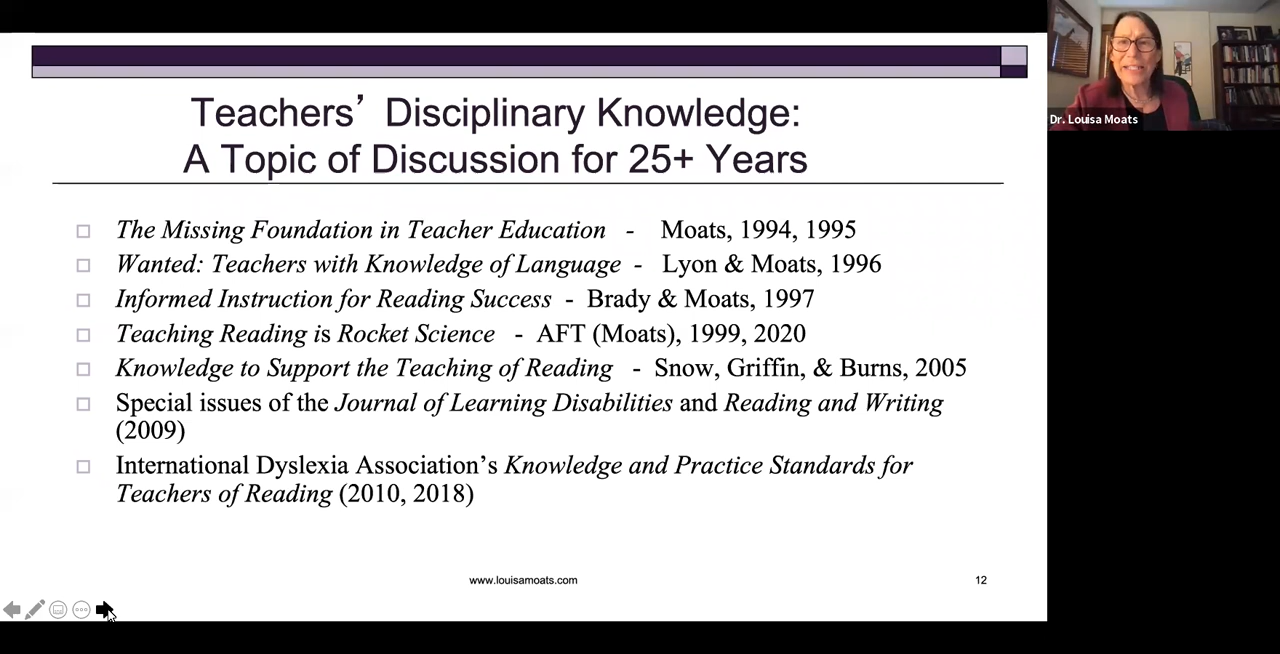 Teachers’ Disciplinary Knowledge:
A Topic of Discussion for 25+ Years
The Missing Foundation in Teacher Education - Moats, 1994, 1995
Wanted: Teachers with Knowledge of Language - Lyon & Moats, 1996
Informed Instruction for Reading Success - Brady & Moats, 1997
Teaching Reading is Rocket Science - AFT (Moats), 1999, 2020
Knowledge to Support the Teaching of Reading - Snow, Griffin, & Burns, 2005
Special issues of the Journal of Learning Disabilities and Reading and Writing
(2009)
International Dyslexia Association’s Knowledge and Practice Standards for
Teachers of Reading (2010, 2018)
www.louisamoats.com
12
Dr. Louisa Moats